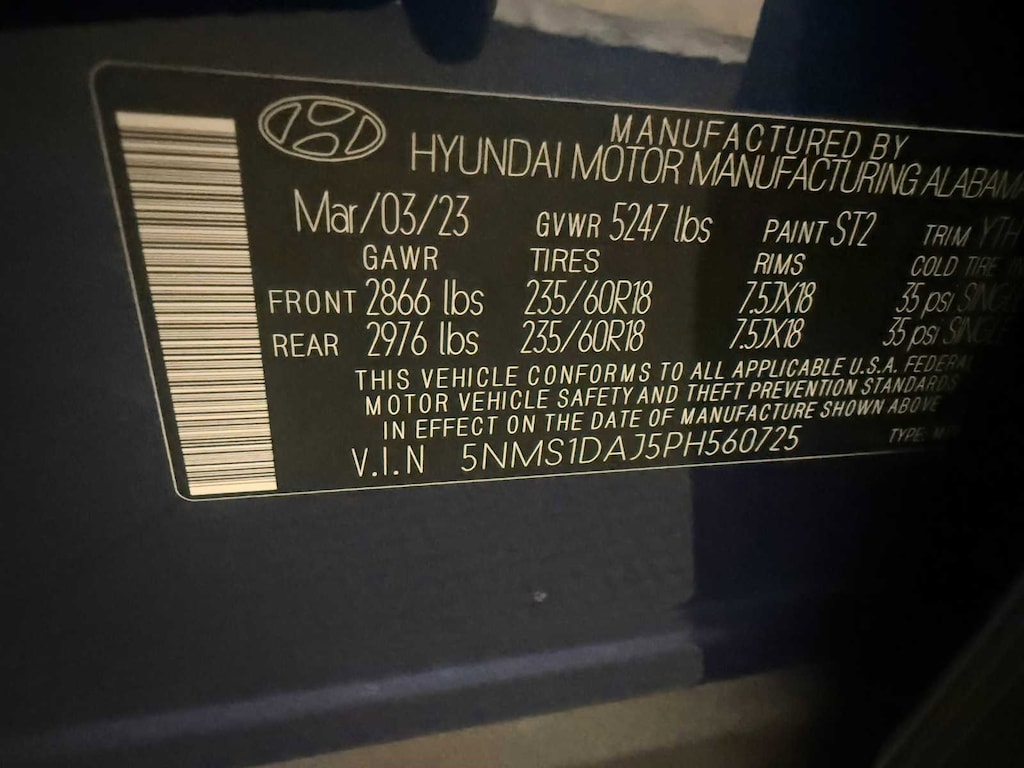 MANUFACTURED BY
HYUNDAI MOTOR MANUFACTURING ALABAMA
Mar/03/23 GVWR 5247 lbs PAINT ST2 TRIM YTH
GAWR TIRES RIMS COLD TIRE
FRONT 2866 lbs 235/60R18 7.5JX18 35 psi SINGLE
REAR 2976 lbs 235/60R18 7.5JX18 35 psi SINGLE
THIS VEHICLE CONFORMS TO ALL APPLICABLE U.S.A. FEDERAL
MOTOR VEHICLE SAFETY AND THEFT PREVENTION STANDARDS
IN EFFECT ON THE DATE OF MANUFACTURE SHOWN ABOVE
V.I.N 5NMS1DAJ5PH560725 TYPE: